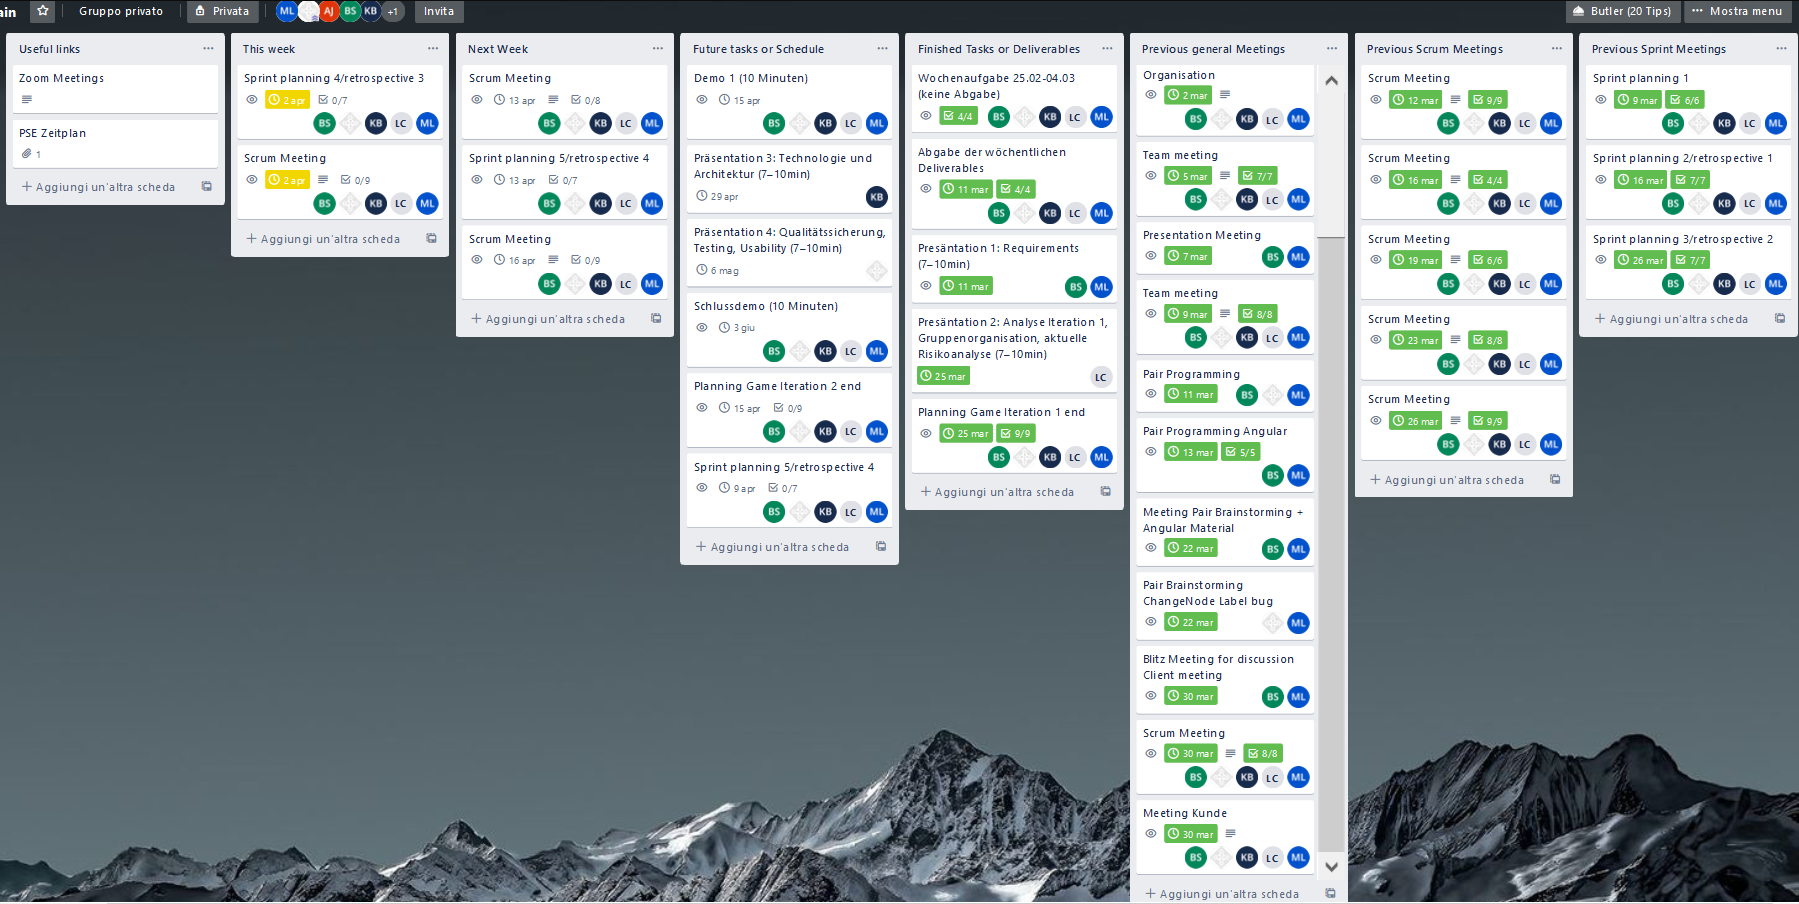 ain
Gruppo privato
Privata
ML
AJ
BS
KB
+1
Invita
Butler (20 Tips)
··· Mostra menu
Useful links
Zoom Meetings
PSE Zeitplan
1
+ Aggiungi un'altra scheda
This week
Sprint planning 4/retrospective 3
2 apr 0/7
BS KB LC ML
Scrum Meeting
2 apr 0/9
BS KB LC ML
+ Aggiungi un'altra scheda
Next Week
Scrum Meeting
13 apr 0/8
BS KB LC ML
Sprint planning 5/retrospective 4
13 apr 0/7
BS KB LC ML
Scrum Meeting
16 apr 0/9
BS KB LC ML
+ Aggiungi un'altra scheda
Future tasks or Schedule
Demo 1 (10 Minuten)
15 apr
BS KB LC ML
Präsentation 3: Technologie und
Architektur (7–10min)
29 apr KB
Präsentation 4: Qualitätssicherung,
Testing, Usability (7–10min)
6 mag
Schlussdemo (10 Minuten)
3 giu
BS KB LC ML
Planning Game Iteration 2 end
15 apr 0/9
BS KB LC ML
Sprint planning 5/retrospective 4
9 apr 0/7
BS KB LC ML
+ Aggiungi un'altra scheda
Finished Tasks or Deliverables
Wochenaufgabe 25.02-04.03
(keine Abgabe)
4/4 BS KB LC ML
Abgabe der wöchentlichen
Deliverables
11 mar 4/4
BS KB LC ML
Presäntation 1: Requirements
(7–10min)
11 mar BS ML
Presäntation 2: Analyse Iteration 1,
Gruppenorganisation, aktuelle
Risikoanalyse (7–10min)
25 mar LC
Planning Game Iteration 1 end
25 mar 9/9
BS KB LC ML
+ Aggiungi un'altra scheda
Previous general Meetings
Organisation
2 mar
BS KB LC ML
Team meeting
5 mar 7/7
BS KB LC ML
Presentation Meeting
7 mar BS ML
Team meeting
9 mar 8/8
BS KB LC ML
Pair Programming
11 mar BS ML
Pair Programming Angular
13 mar 5/5
BS ML
Meeting Pair Brainstorming +
Angular Material
22 mar BS ML
Pair Brainstorming
ChangeNode Label bug
22 mar ML
Blitz Meeting for discussion
Client meeting
30 mar BS ML
Scrum Meeting
30 mar 8/8
BS KB LC ML
Meeting Kunde
30 mar
BS KB LC ML
+ Aggiungi un'altra scheda
Previous Scrum Meetings
Scrum Meeting
12 mar 9/9
BS KB LC ML
Scrum Meeting
16 mar 4/4
BS KB LC ML
Scrum Meeting
19 mar 6/6
BS KB LC ML
Scrum Meeting
23 mar 8/8
BS KB LC ML
Scrum Meeting
26 mar 9/9
BS KB LC ML
+ Aggiungi un'altra scheda
Previous Sprint Meetings
Sprint planning 1
9 mar 6/6
BS KB LC ML
Sprint planning 2/retrospective 1
16 mar 7/7
BS KB LC ML
Sprint planning 3/retrospective 2
26 mar 7/7
BS KB LC ML
+ Aggiungi un'altra scheda